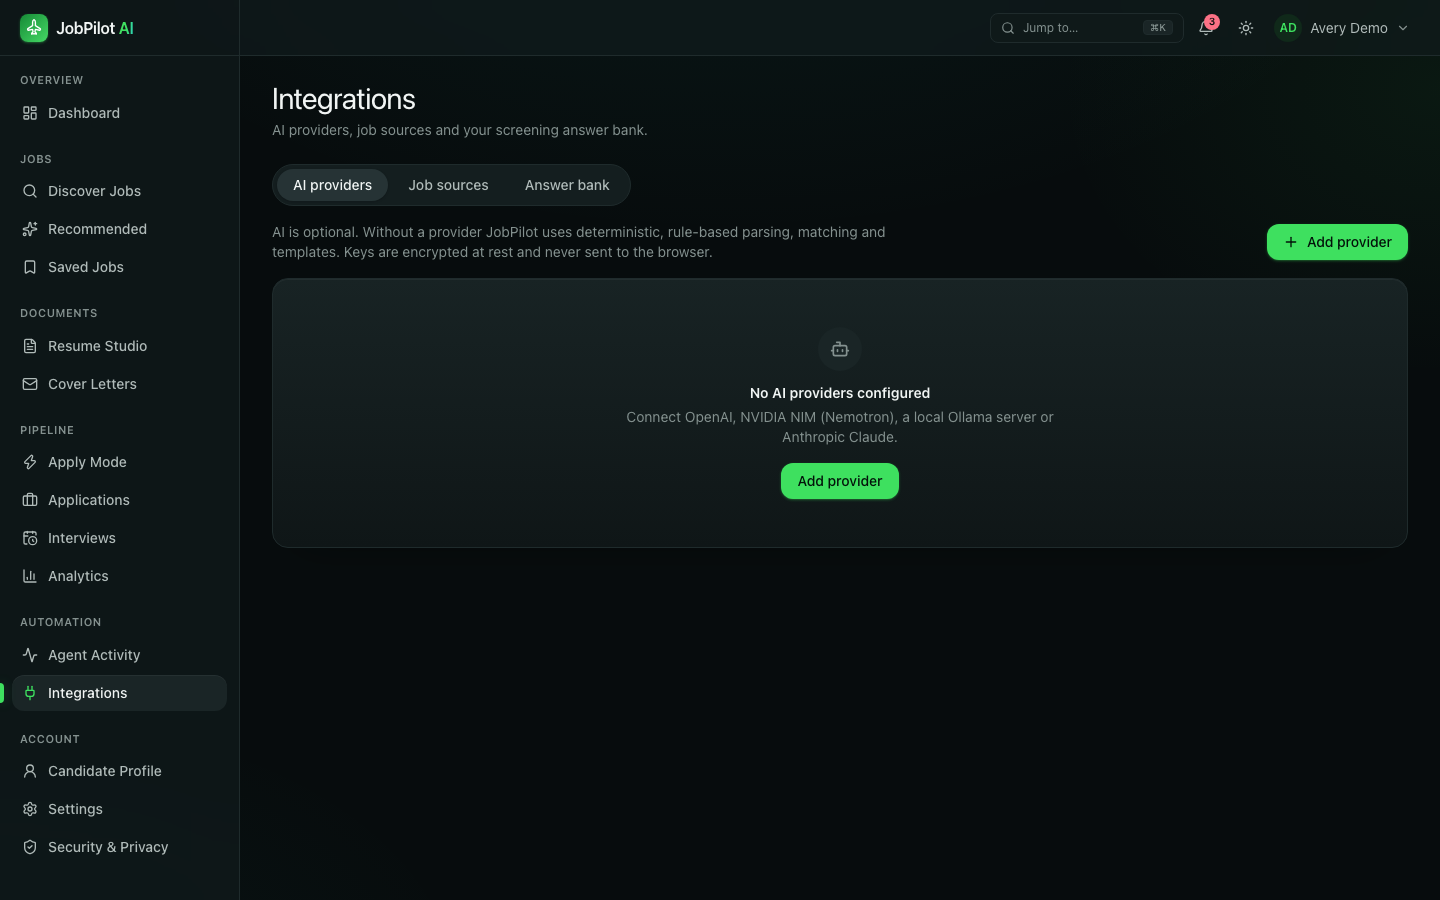 JobPilot AI
Jump to...
⌘K
3
AD
Avery Demo
OVERVIEW
Dashboard
JOBS
Discover Jobs
Recommended
Saved Jobs
DOCUMENTS
Resume Studio
Cover Letters
PIPELINE
Apply Mode
Applications
Interviews
Analytics
AUTOMATION
Agent Activity
Integrations
ACCOUNT
Candidate Profile
Settings
Security & Privacy
Integrations
AI providers, job sources and your screening answer bank.
AI providers
Job sources
Answer bank
AI is optional. Without a provider JobPilot uses deterministic, rule-based parsing, matching and
templates. Keys are encrypted at rest and never sent to the browser.
Add provider
No AI providers configured
Connect OpenAI, NVIDIA NIM (Nemotron), a local Ollama server or
Anthropic Claude.
Add provider